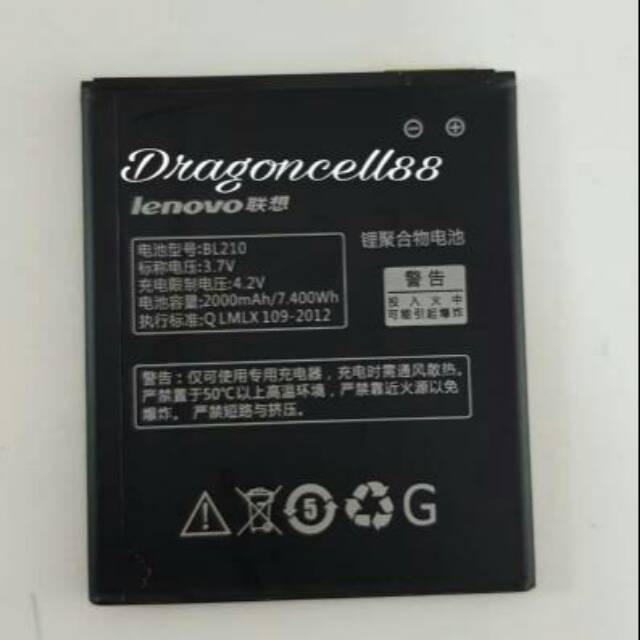 Dragoncell88
lenovo联想
电池型号:BL210
标称电压:3.7V
充电限制电压:4.2V
电池容量:2000mAh/7.400Wh
执行标准:Q LMLX 109-2012
锂聚合物电池
警告
投入火中
可能引起爆炸
警告:仅可使用专用充电器,充电时需通风散热。
严禁置于50℃以上高温环境,严禁靠近火源以免
爆炸。严禁短路与挤压。
5
G